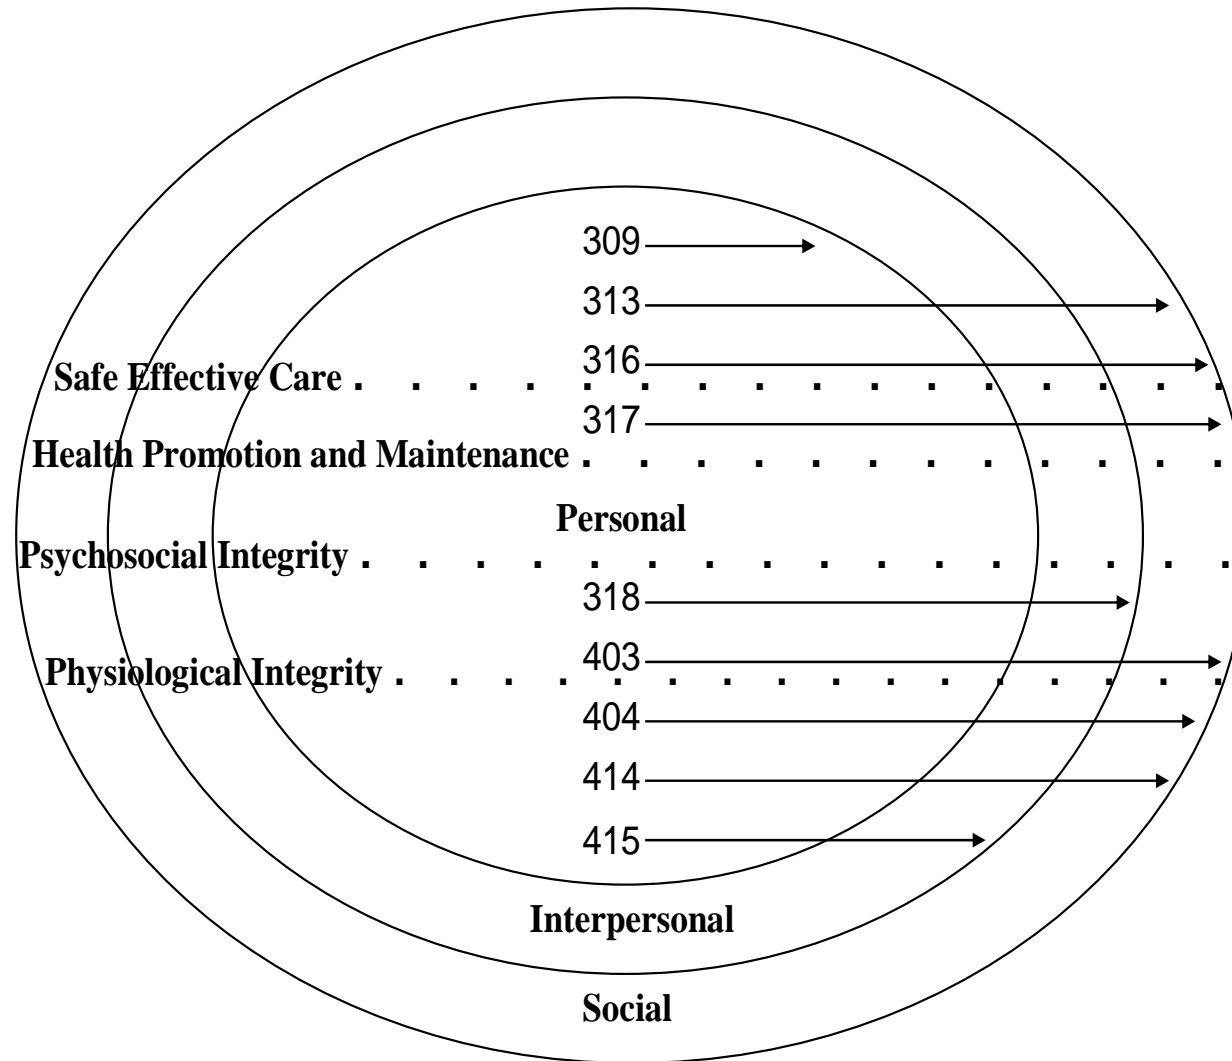 309
313
316
Safe Effective Care . . . . . . . . . . . . . . . .
317
Health Promotion and Maintenance . . . . . . . . . . . .
Personal
Psychosocial Integrity . . . . . . . . . . . . . . . .
318
403
Physiological Integrity . . . . . . . . . . . . . . . .
404
414
415
Interpersonal
Social